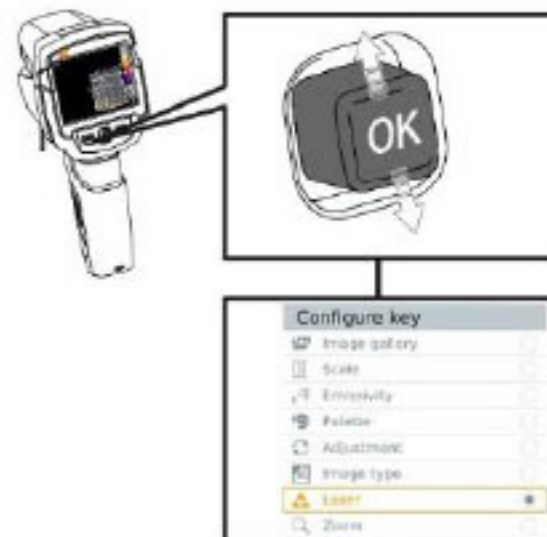 OK
Configure key
Image gallery
Scale
Emissivity
Palette
Adjustment
Image type
Laser
Zoom